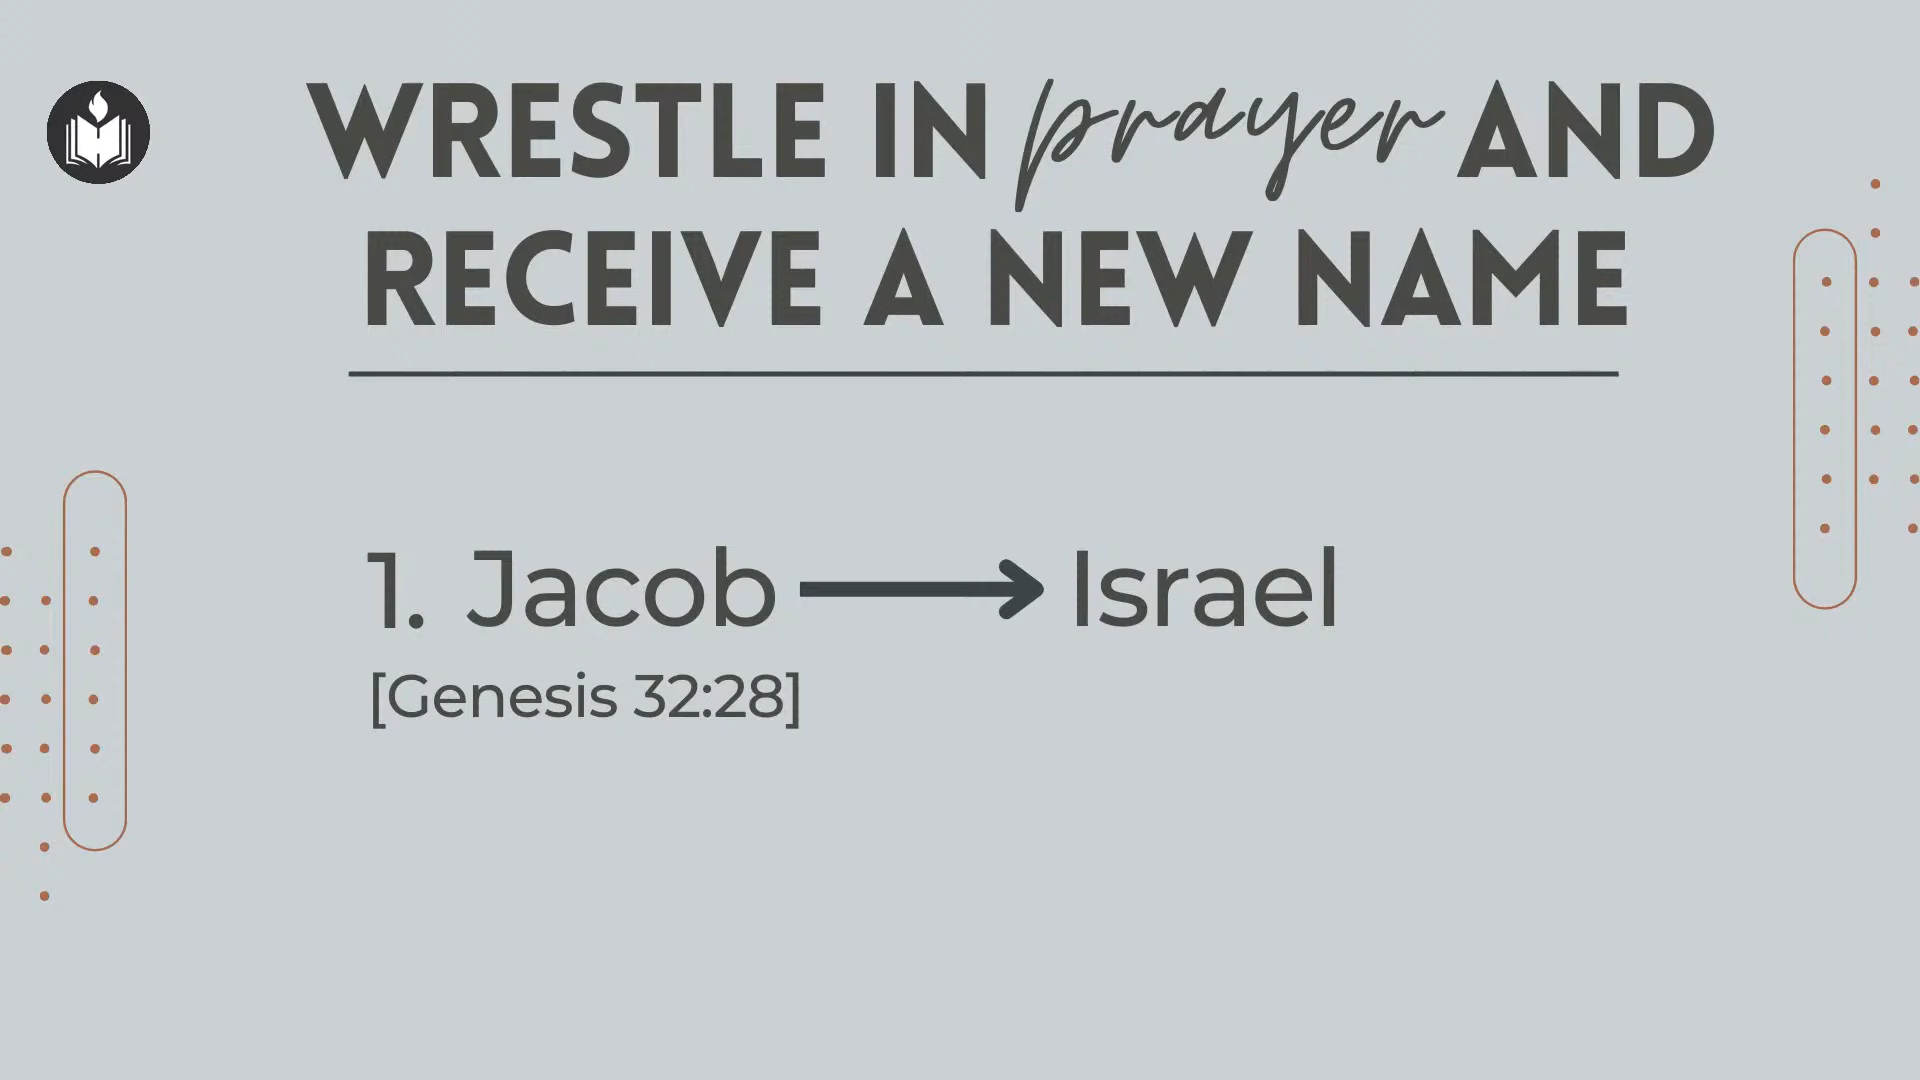 WRESTLE IN prayer AND
RECEIVE A NEW NAME
1. Jacob → Israel
[Genesis 32:28]